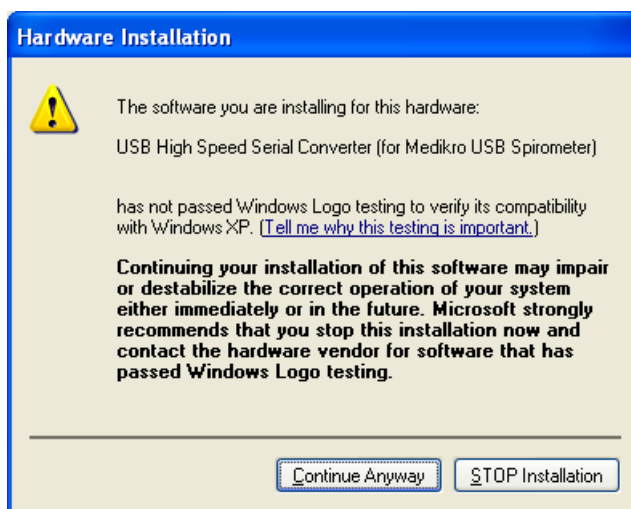 Hardware Installation
The software you are installing for this hardware:
USB High Speed Serial Converter (for Medikro USB Spirometer)
has not passed Windows Logo testing to verify its compatibility
with Windows XP. (Tell me why this testing is important.)
Continuing your installation of this software may impair
or destabilize the correct operation of your system
either immediately or in the future. Microsoft strongly
recommends that you stop this installation now and
contact the hardware vendor for software that has
passed Windows Logo testing.
Continue Anyway
STOP Installation